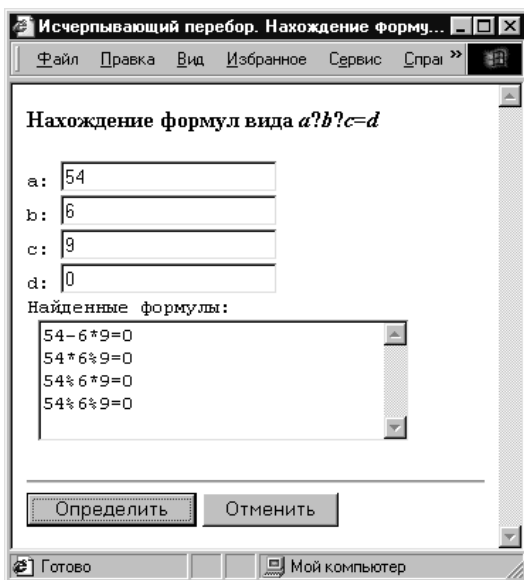 Исчерпывающий перебор. Нахождение форму...
Файл Правка Вид Избранное Сервис Спра »
Нахождение формул вида a?b?c=d
a: 54
b: 6
c: 9
d: 0
Найденные формулы:
54-6*9=0
54*6%9=0
54%6*9=0
54%6%9=0
Определить Отменить
Готово Мой компьютер